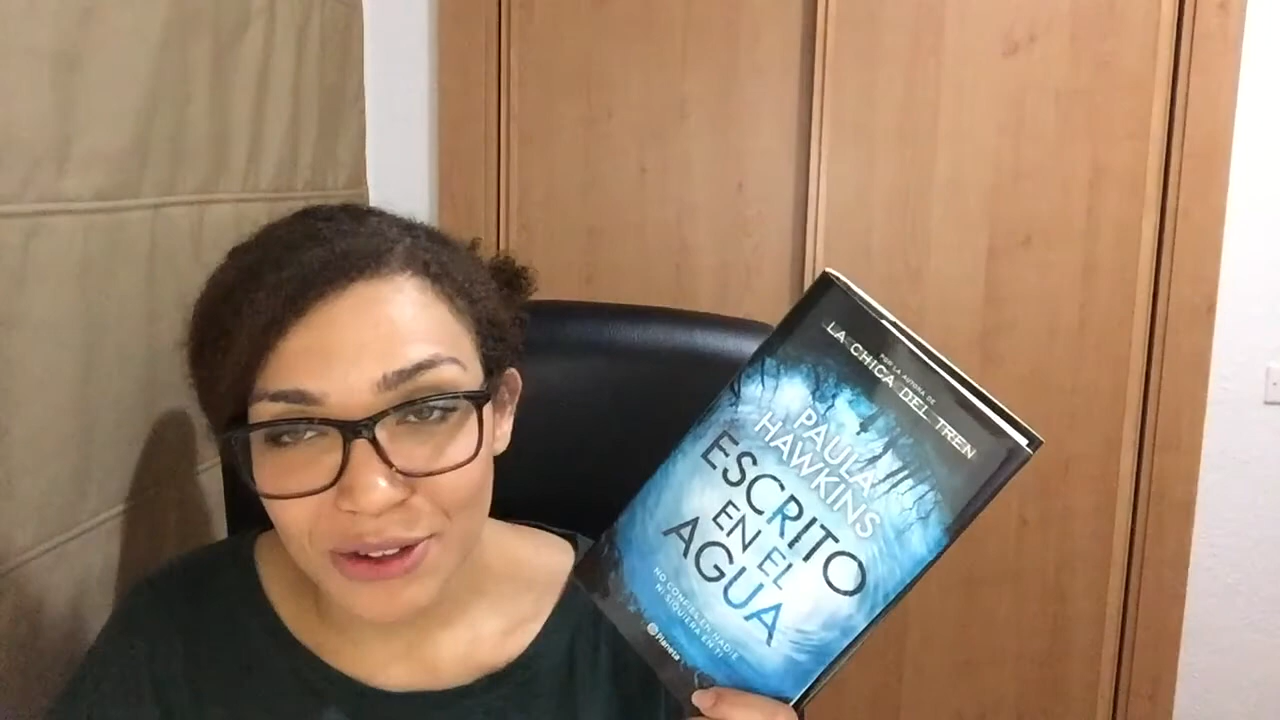 POR LA AUTORA DE
LA CHICA DEL TREN
PAULA
HAWKINS
ESCRITO
EN EL
AGUA
NO CONFÍES EN NADIE
NI SIQUIERA EN TI
Planeta